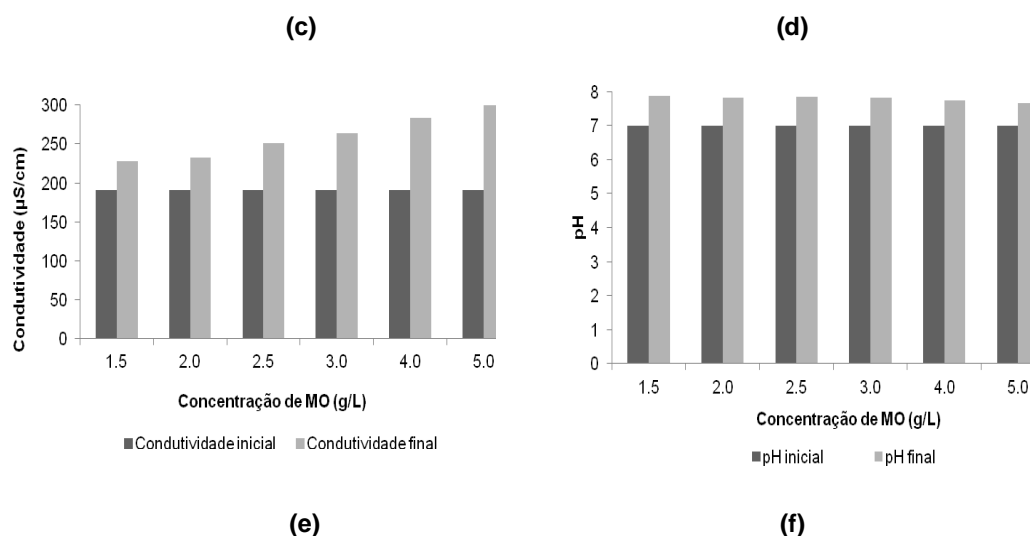 (c)
(d)
300
250
200
150
100
50
0
Condutividade (µS/cm)
1.5 2.0 2.5 3.0 4.0 5.0
Concentração de MO (g/L)
Condutividade inicial Condutividade final
8
7
6
5
4
3
2
1
0
pH
1.5 2.0 2.5 3.0 4.0 5.0
Concentração de MO (g/L)
pH inicial pH final
(e)
(f)